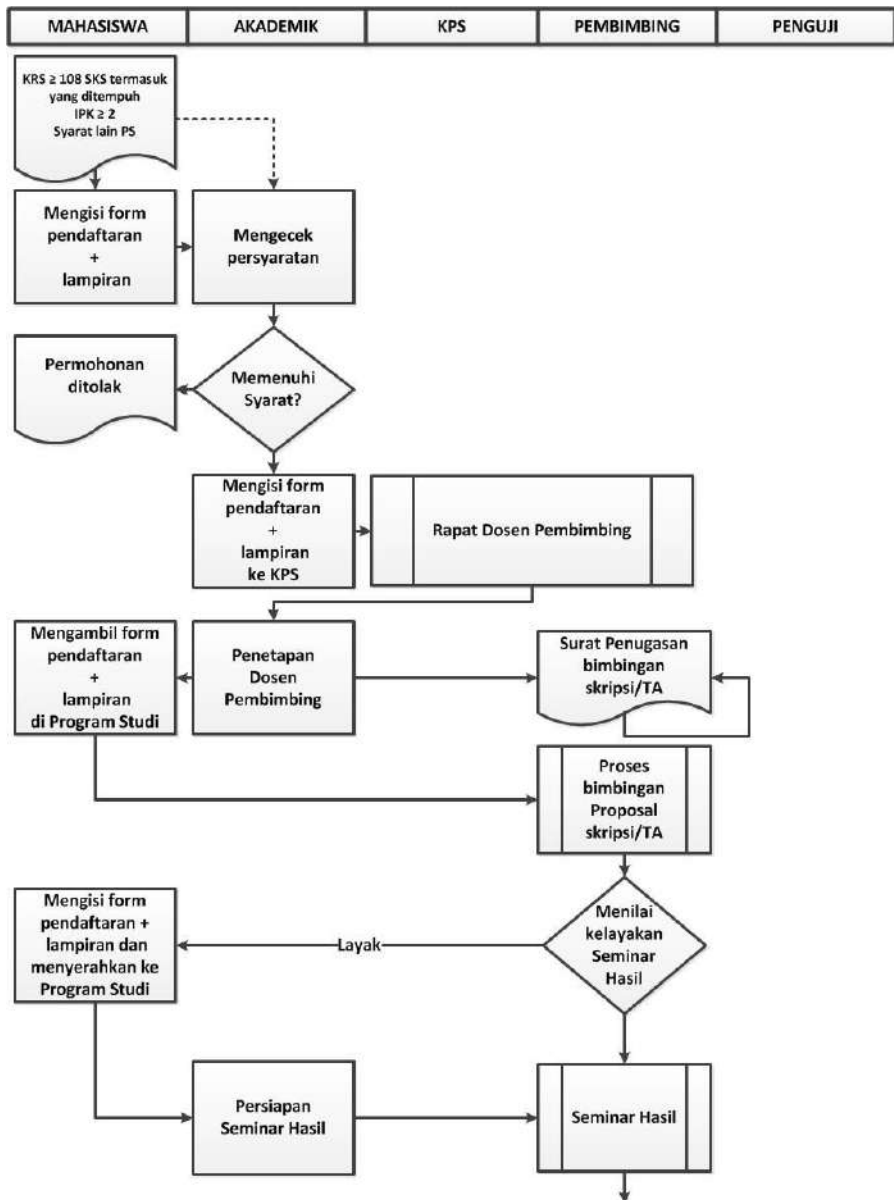 MAHASISWA
AKADEMIK
KPS
PEMBIMBING
PENGUJI
KRS ≥ 108 SKS termasuk
yang ditempuh
IPK ≥ 2
Syarat lain PS
Mengisi form
pendaftaran
+
lampiran
Mengecek
persyaratan
Permohonan
ditolak
Memenuhi
Syarat?
Mengisi form
pendaftaran
+
lampiran
ke KPS
Rapat Dosen Pembimbing
Mengambil form
pendaftaran
+
lampiran
di Program Studi
Penetapan
Dosen
Pembimbing
Surat Penugasan
bimbingan
skripsi/TA
Proses
bimbingan
Proposal
skripsi/TA
Mengisi form
pendaftaran +
lampiran dan
menyerahkan ke
Program Studi
Layak
Menilai
kelayakan
Seminar
Hasil
Persiapan
Seminar Hasil
Seminar Hasil